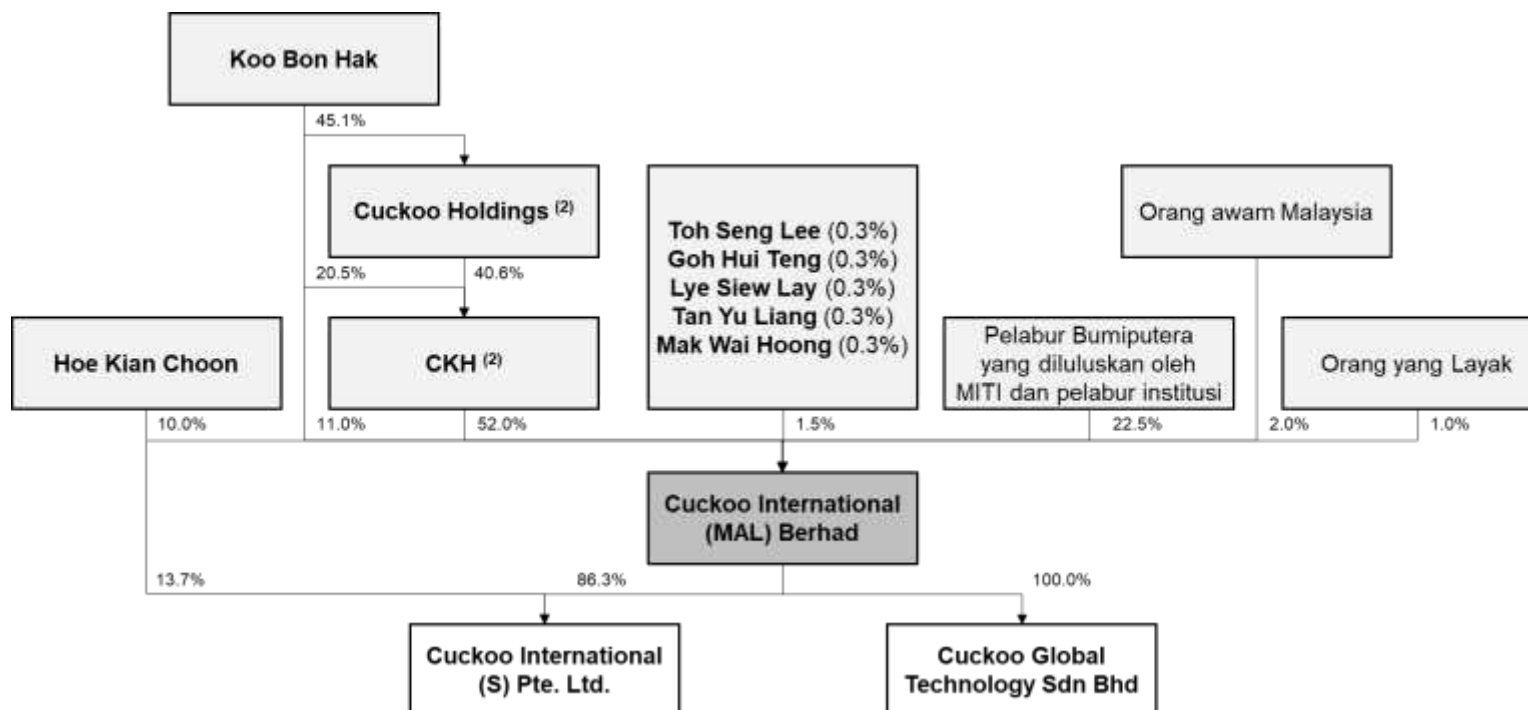 Koo Bon Hak
45.1%
Cuckoo Holdings (2)
Toh Seng Lee (0.3%)
Goh Hui Teng (0.3%)
Lye Siew Lay (0.3%)
Tan Yu Liang (0.3%)
Mak Wai Hoong (0.3%)
Orang awam Malaysia
20.5%
40.6%
Hoe Kian Choon
CKH (2)
Pelabur Bumiputera
yang diluluskan oleh
MITI dan pelabur institusi
Orang yang Layak
10.0%
11.0%
52.0%
1.5%
22.5%
2.0%
1.0%
Cuckoo International
(MAL) Berhad
13.7%
86.3%
100.0%
Cuckoo International
(S) Pte. Ltd.
Cuckoo Global
Technology Sdn Bhd